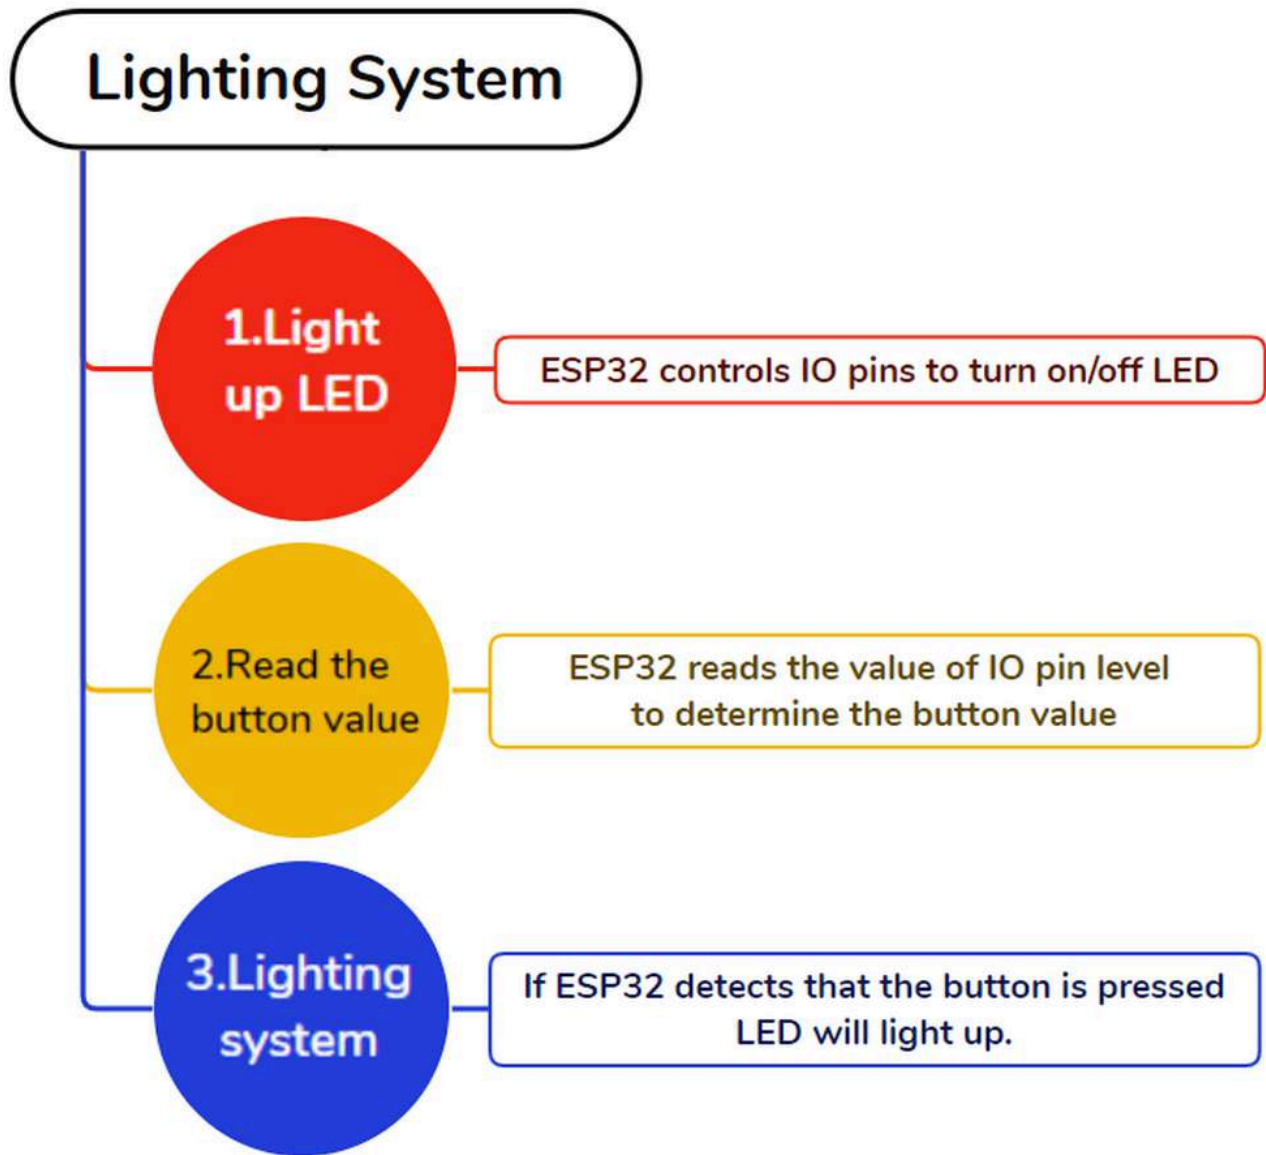 Lighting System
1.Light
up LED
ESP32 controls IO pins to turn on/off LED
2.Read the
button value
ESP32 reads the value of IO pin level
to determine the button value
3.Lighting
system
If ESP32 detects that the button is pressed
LED will light up.